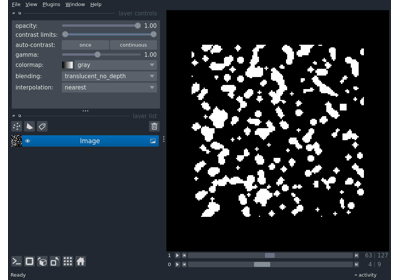 File View Plugins Window Help
layer controls
opacity: 1.00
contrast limits:
auto-contrast: once continuous
gamma: 1.00
colormap: gray
blending: translucent_no_depth
interpolation: nearest
layer list
Image
1 63 127
0 4 9
Ready activity